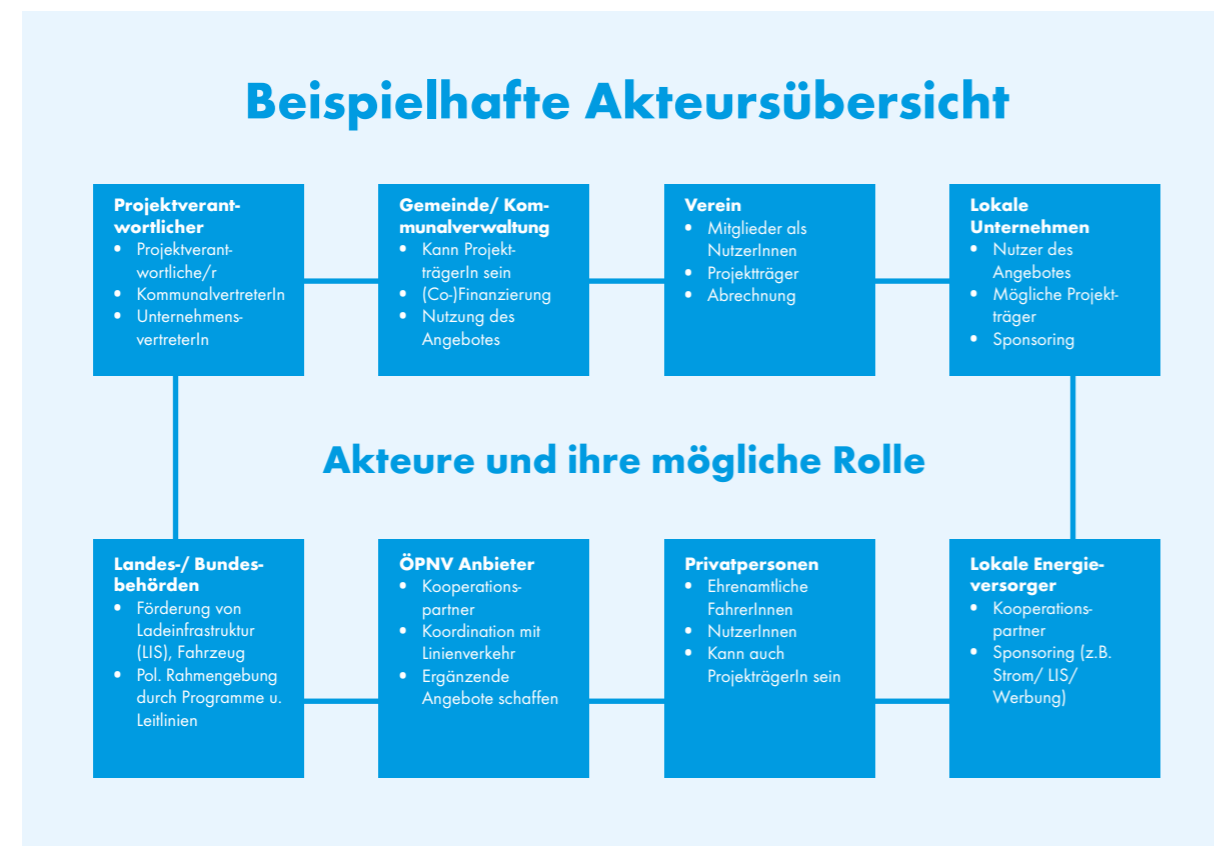 Beispielhafte Akteursübersicht
Projektverant-
wortlicher
• Projektverant-
wortliche/r
• KommunalvertreterIn
• Unternehmens-
vertreterIn
Gemeinde/ Kom-
munalverwaltung
• Kann Projekt-
trägerIn sein
• (Co-)Finanzierung
• Nutzung des
Angebotes
Verein
• Mitglieder als
NutzerInnen
• Projektträger
• Abrechnung
Lokale
Unternehmen
• Nutzer des
Angebotes
• Mögliche Projekt-
träger
• Sponsoring
Akteure und ihre mögliche Rolle
Landes-/ Bundes-
behörden
• Förderung von
Ladeinfrastruktur
(LIS), Fahrzeug
• Pol. Rahmengebung
durch Programme u.
Leitlinien
ÖPNV Anbieter
• Kooperations-
partner
• Koordination mit
Linienverkehr
• Ergänzende
Angebote schaffen
Privatpersonen
• Ehrenamtliche
FahrerInnen
• NutzerInnen
• Kann auch
ProjekträgerIn sein
Lokale Energie-
versorger
• Kooperations-
partner
• Sponsoring (z.B.
Strom/ LIS/
Werbung)